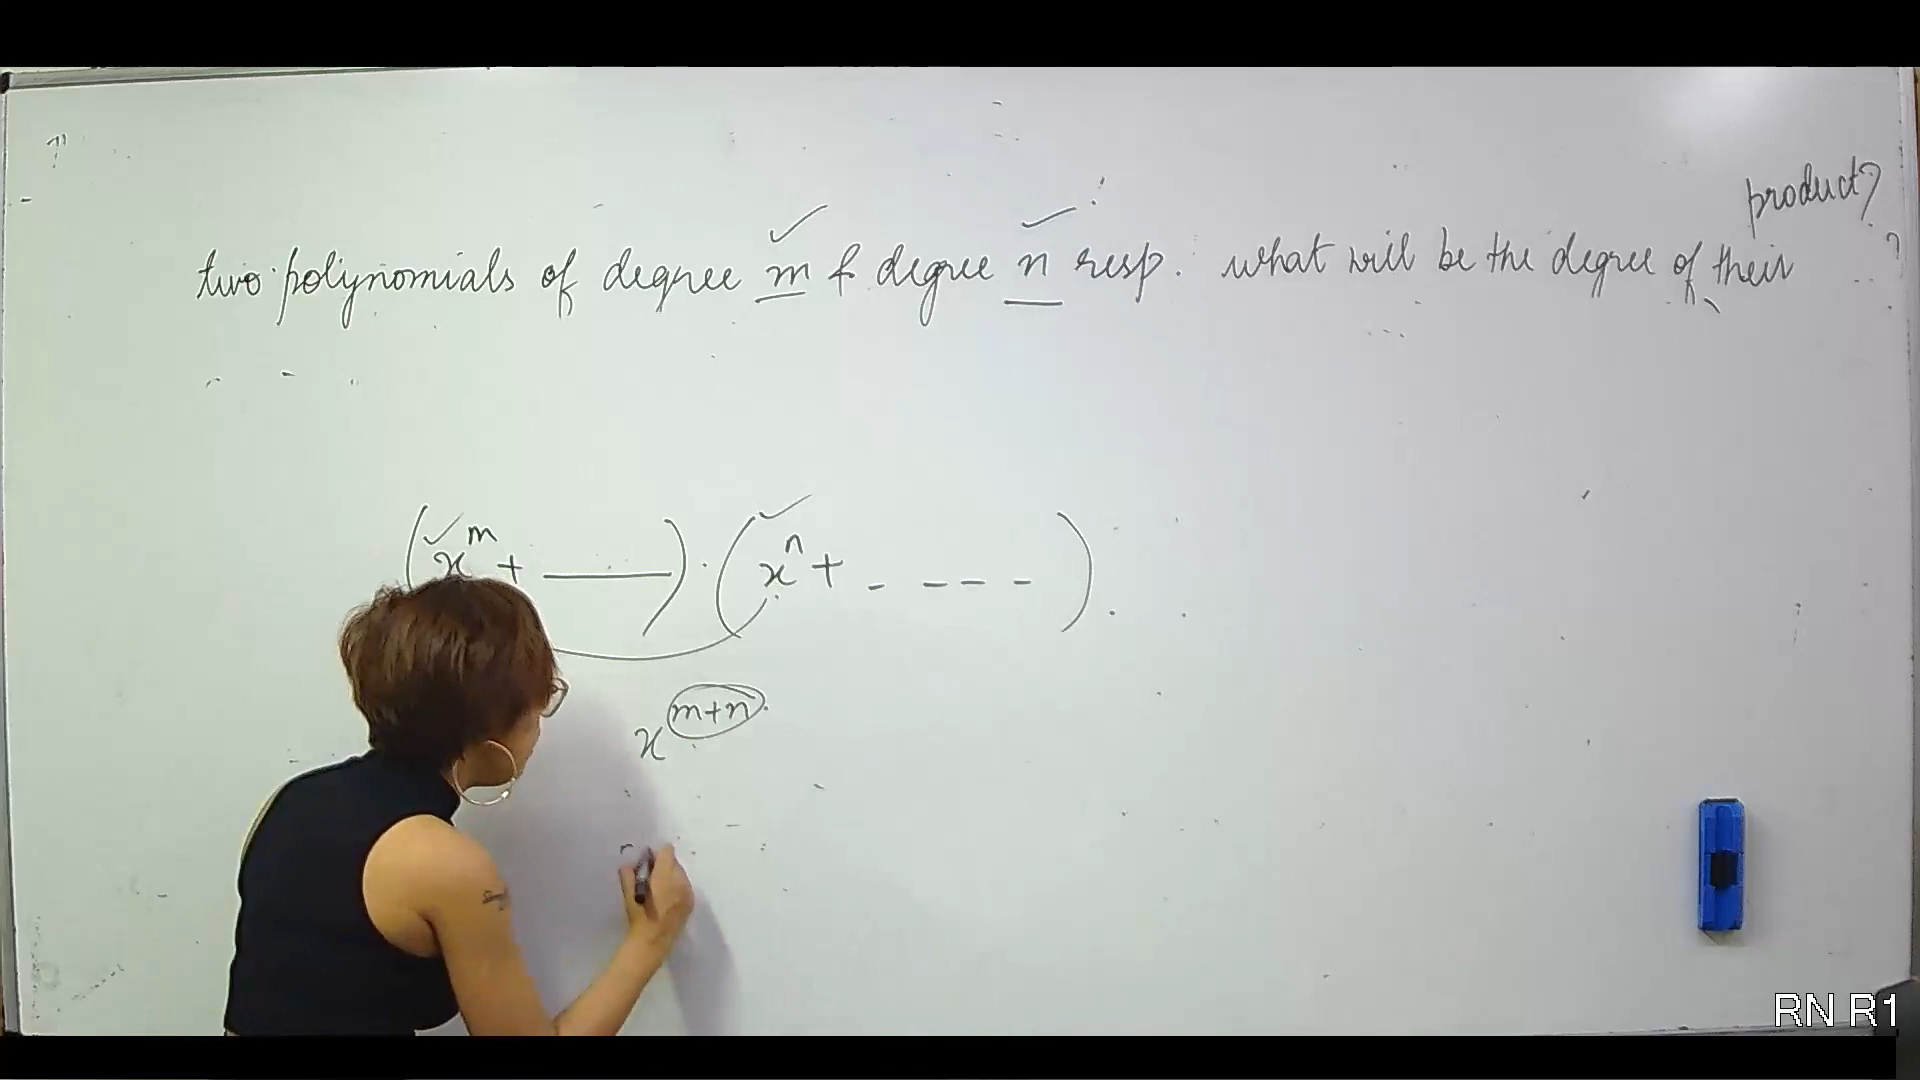 product?
two polynomials of degree m & degree n resp. what will be the degree of their
(x^m + ______) . (x^n + - - - - )
x^(m+n)
RN R1